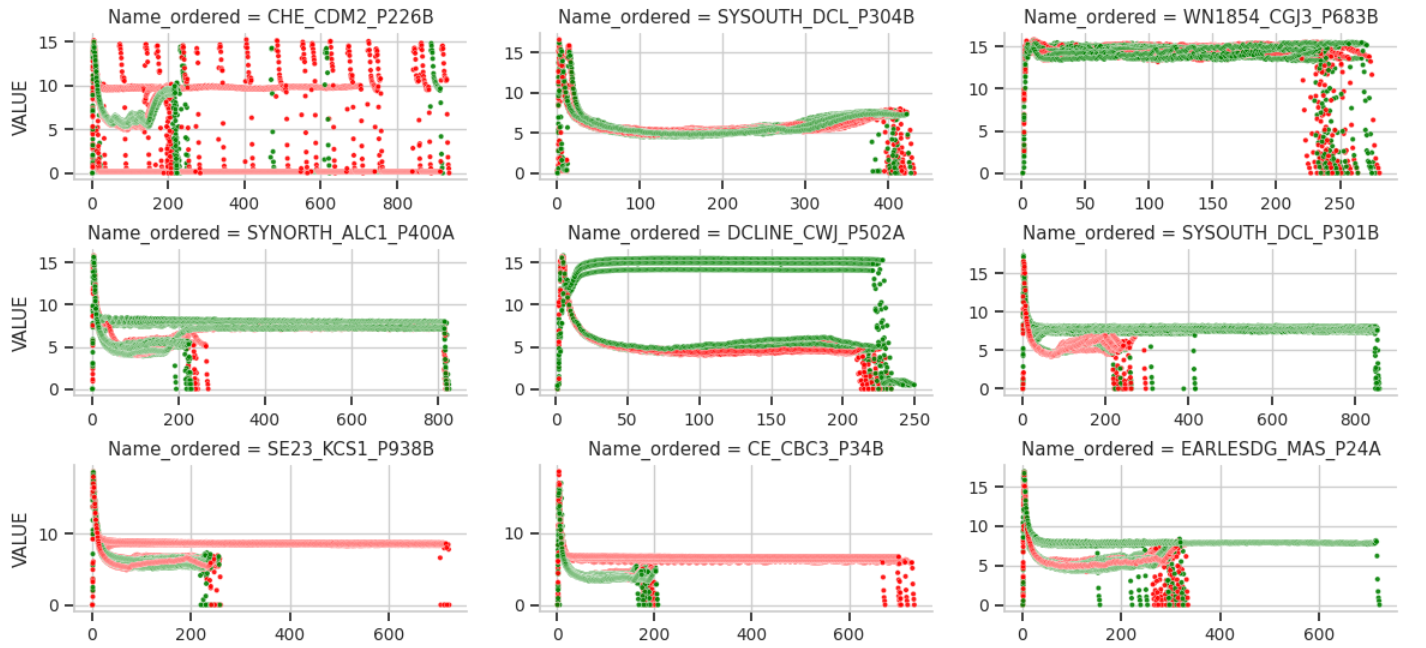 Name_ordered = CHE_CDM2_P226B
Name_ordered = SYSOUTH_DCL_P304B
Name_ordered = WN1854_CGJ3_P683B
VALUE
15
10
5
0
0 200 400 600 800
15
10
5
0
0 100 200 300 400
15
10
5
0
0 50 100 150 200 250
Name_ordered = SYNORTH_ALC1_P400A
Name_ordered = DCLINE_CWJ_P502A
Name_ordered = SYSOUTH_DCL_P301B
VALUE
15
10
5
0
0 200 400 600 800
15
10
5
0
0 50 100 150 200 250
15
10
5
0
0 200 400 600 800
Name_ordered = SE23_KCS1_P938B
Name_ordered = CE_CBC3_P34B
Name_ordered = EARLESDG_MAS_P24A
VALUE
10
0
0 200 400 600
10
0
0 200 400 600
15
10
5
0
0 200 400 600